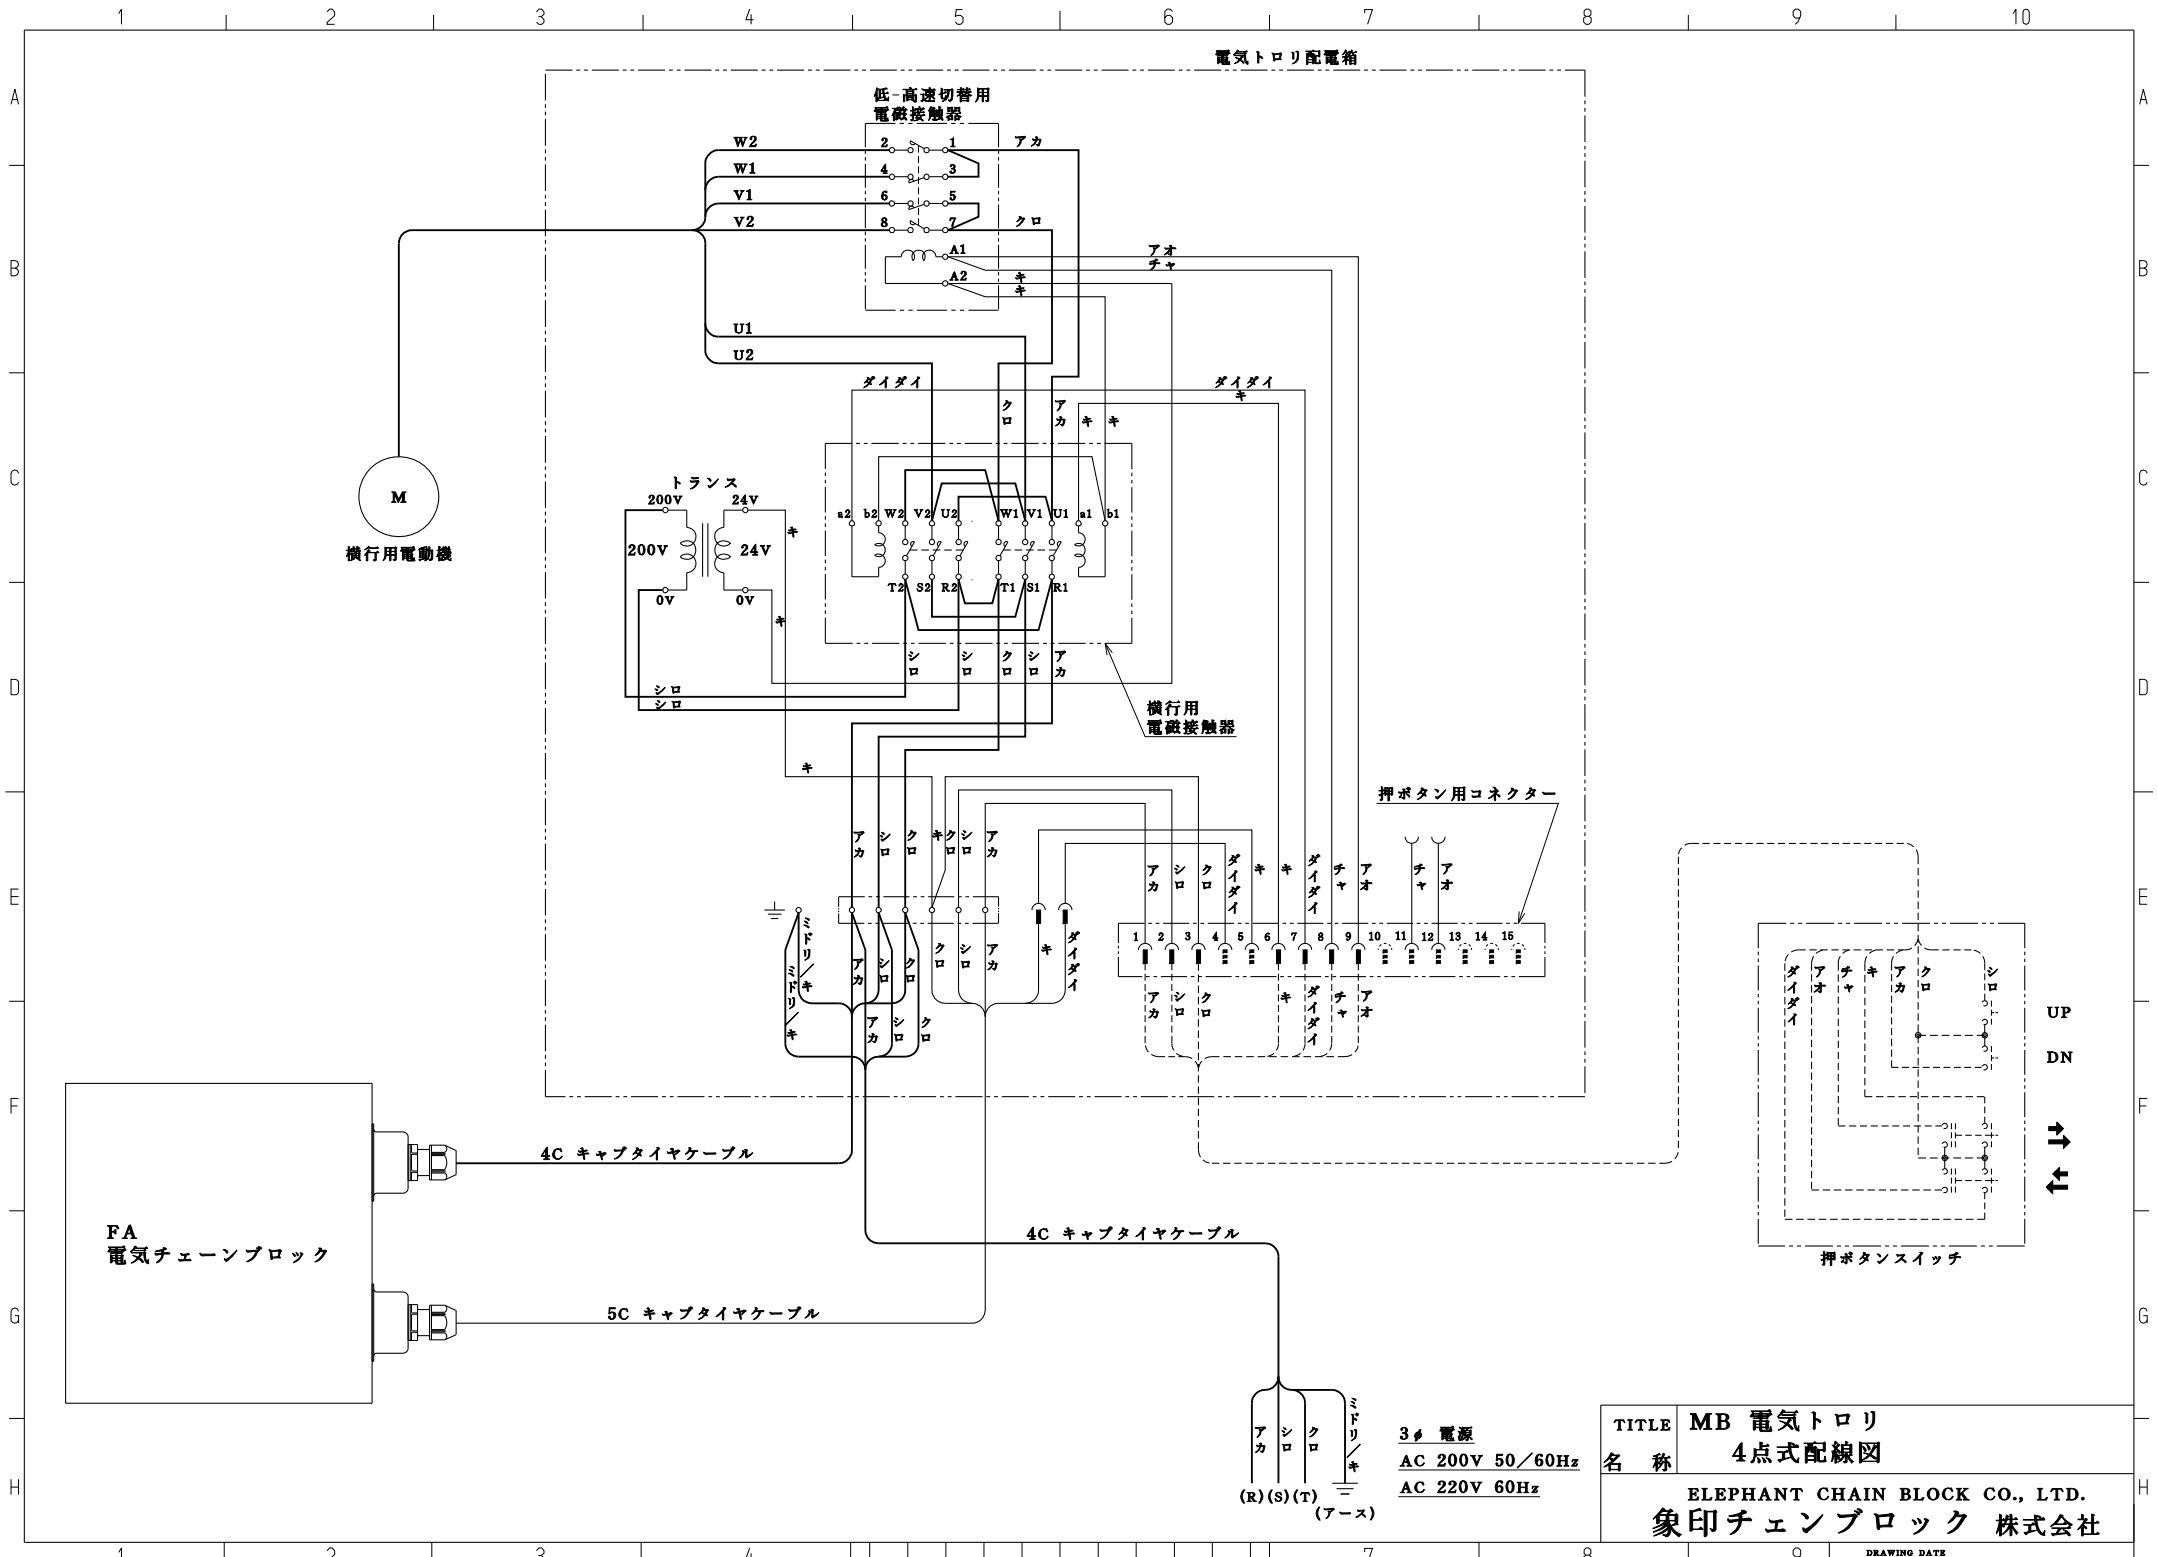 1 2 3 4 5 6 7 8 9 10
電気トロリ配電箱
A A
低-高速切替用
電磁接触器
W2 2 1 アカ
W1 4 3
V1 6 5
V2 8 7 クロ
A1 アオ
チャ
B B
A2 キ
キ
U1
U2
ダイダイ ダイダイ
キ
クロ アカ キ キ
C C
トランス
200V 24V
M
a2 b2 W2 V2 U2 W1 V1 U1 a1 b1
キ
200V 24V
横行用電動機
T2 S2 R2 T1 S1 R1
0V 0V
キ
シロ シロ クロ シロ アカ
D D
シロ
シロ
横行用
電磁接触器
キ
押ボタン用コネクター
アカ シロ クロ キ クロ シロ アカ
アカ シロ クロ ダイダイ キ キ ダイダイ チャ アオ チャ アオ
E E
ミドリ/キ
ミドリ/キ
1 2 3 4 5 6 7 8 9 10 11 12 13 14 15
アカ シロ クロ クロ シロ アカ キ ダイダイ
アカ シロ クロ キ ダイダイ チャ アオ
アカ シロ クロ
ダイダイ アオ チャ キ アカ クロ シロ
UP
DN
F F
4C キャブタイヤケーブル
FA
電気チェーンブロック
4C キャブタイヤケーブル
押ボタンスイッチ
5C キャブタイヤケーブル
G G
アカ シロ クロ ミドリ/キ
(R)(S)(T)
(アース)
3φ 電源
AC 200V 50/60Hz
AC 220V 60Hz
TITLE MB 電気トロリ
名 称 4点式配線図
H H
ELEPHANT CHAIN BLOCK CO., LTD.
象印チェンブロック 株式会社
1 2 3 4 7 8 9
DRAWING DATE